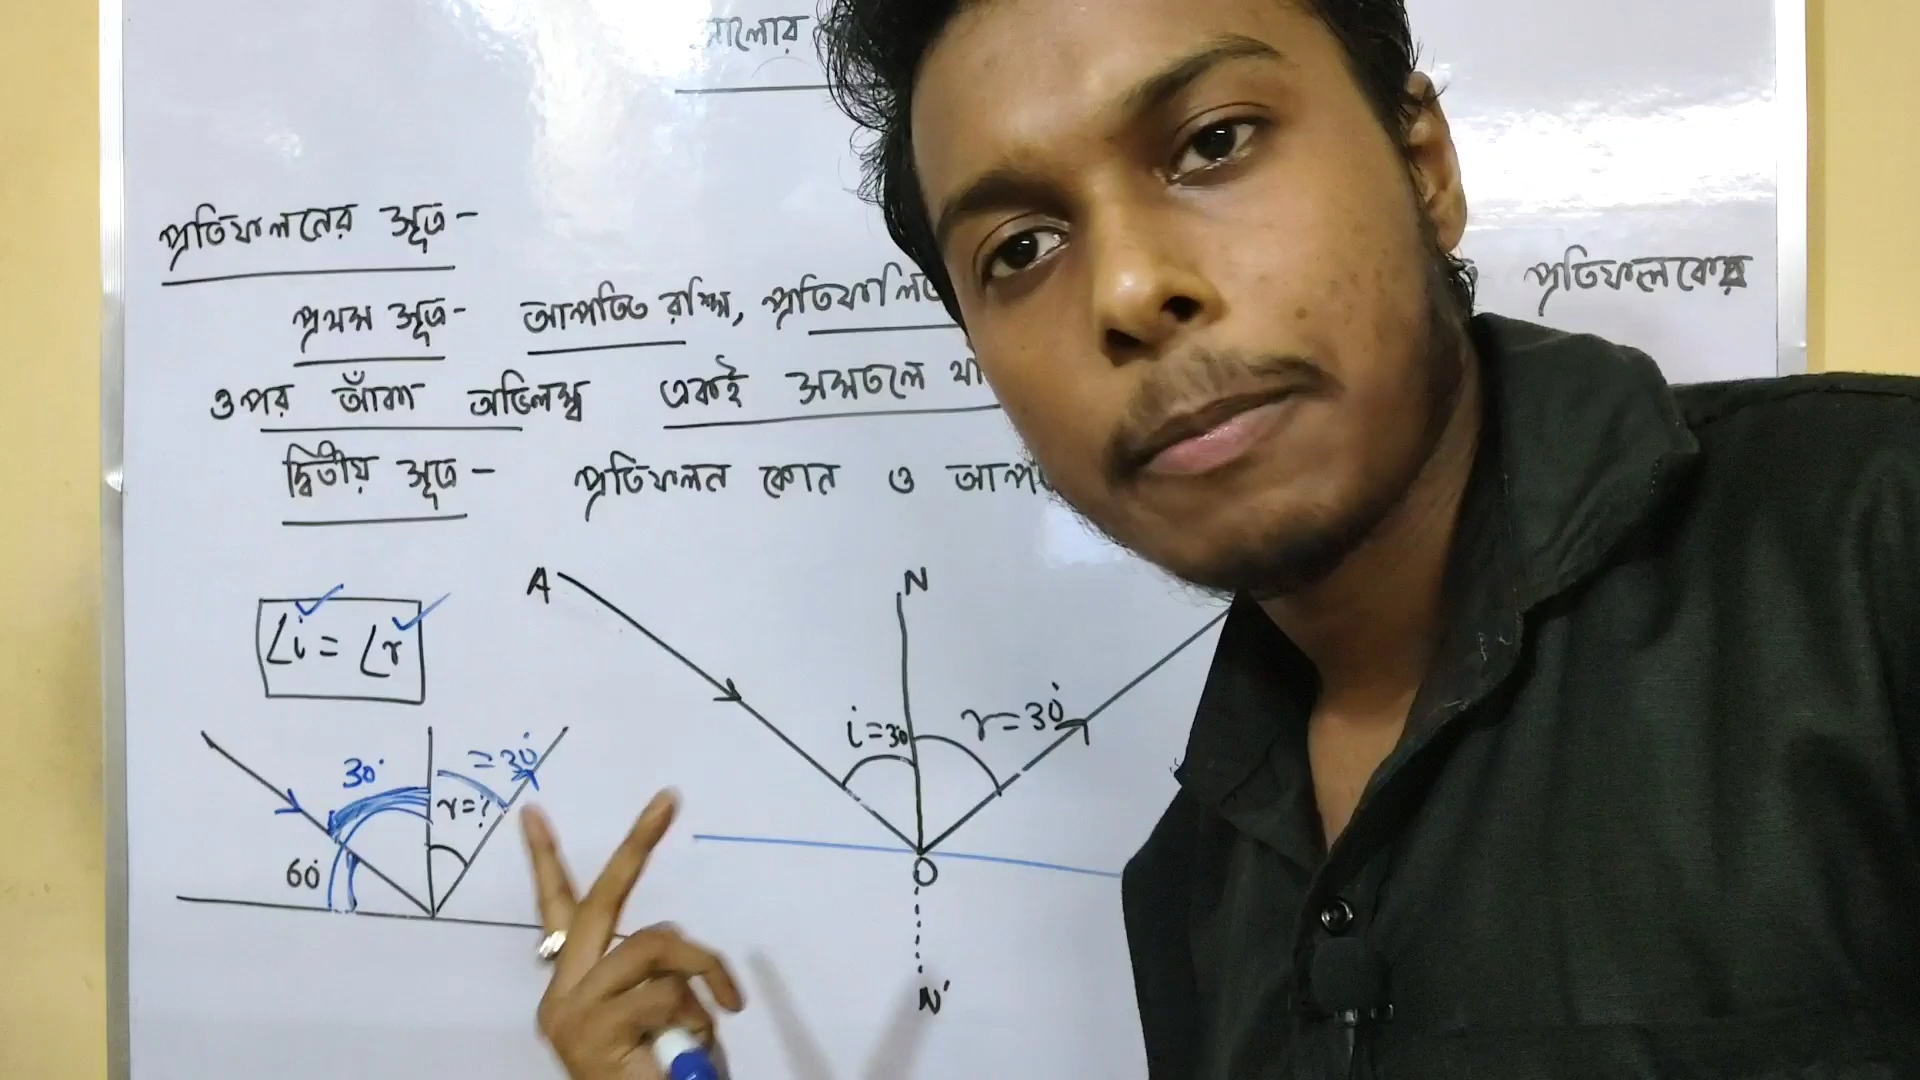 আলোর
প্রতিফলনের সূত্র -
প্রথম সূত্র - আপতিত রশ্মি, প্রতিফলিত প্রতিফলকের
ওপর আঁকা অভিলম্ব একই সমতলে থা
দ্বিতীয় সূত্র - প্রতিফলন কোন ও আপ
∠i = ∠r
A N
i=30 r=30°
O
N'
30° =30°
r=?
60°